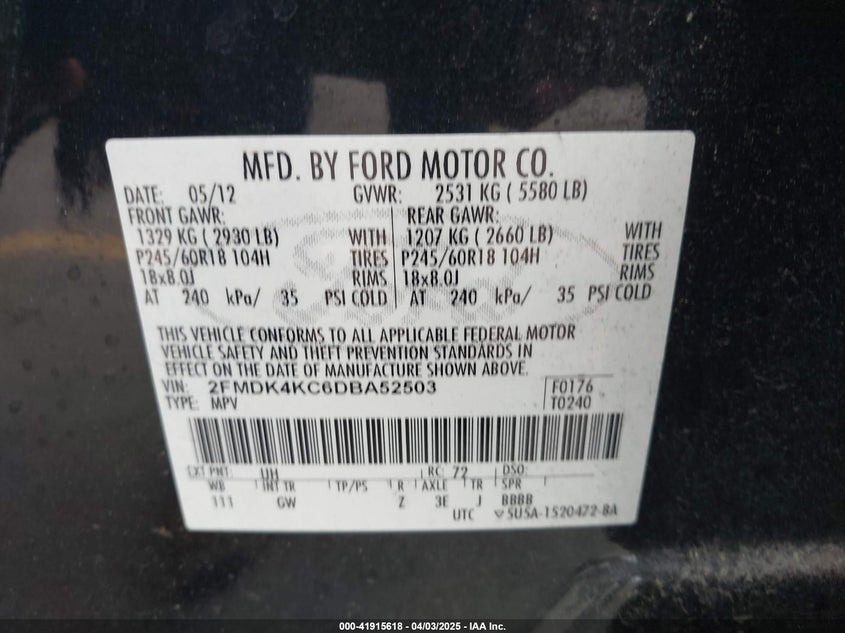 MFD. BY FORD MOTOR CO.
DATE: 05/12 GVWR: 2531 KG ( 5580 LB)
FRONT GAWR: REAR GAWR:
1329 KG ( 2930 LB) WITH 1207 KG ( 2660 LB) WITH
P245/60R18 104H TIRES P245/60R18 104H TIRES
18x8.0J RIMS 18x8.0J RIMS
AT 240 kPa/ 35 PSI COLD AT 240 kPa/ 35 PSI COLD
THIS VEHICLE CONFORMS TO ALL APPLICABLE FEDERAL MOTOR
VEHICLE SAFETY AND THEFT PREVENTION STANDARDS IN
EFFECT ON THE DATE OF MANUFACTURE SHOWN ABOVE.
VIN: 2FMDK4KC6DBA52503 F0176
TYPE: MPV T0240
EXT PNT: UH RC: 72 DSO:
WB INT TR TP/PS R AXLE TR SPR
111 GW Z 3E J BBBB
UTC 5U5A-1520472-BA
000-41915618 - 04/03/2025 - IAA Inc.